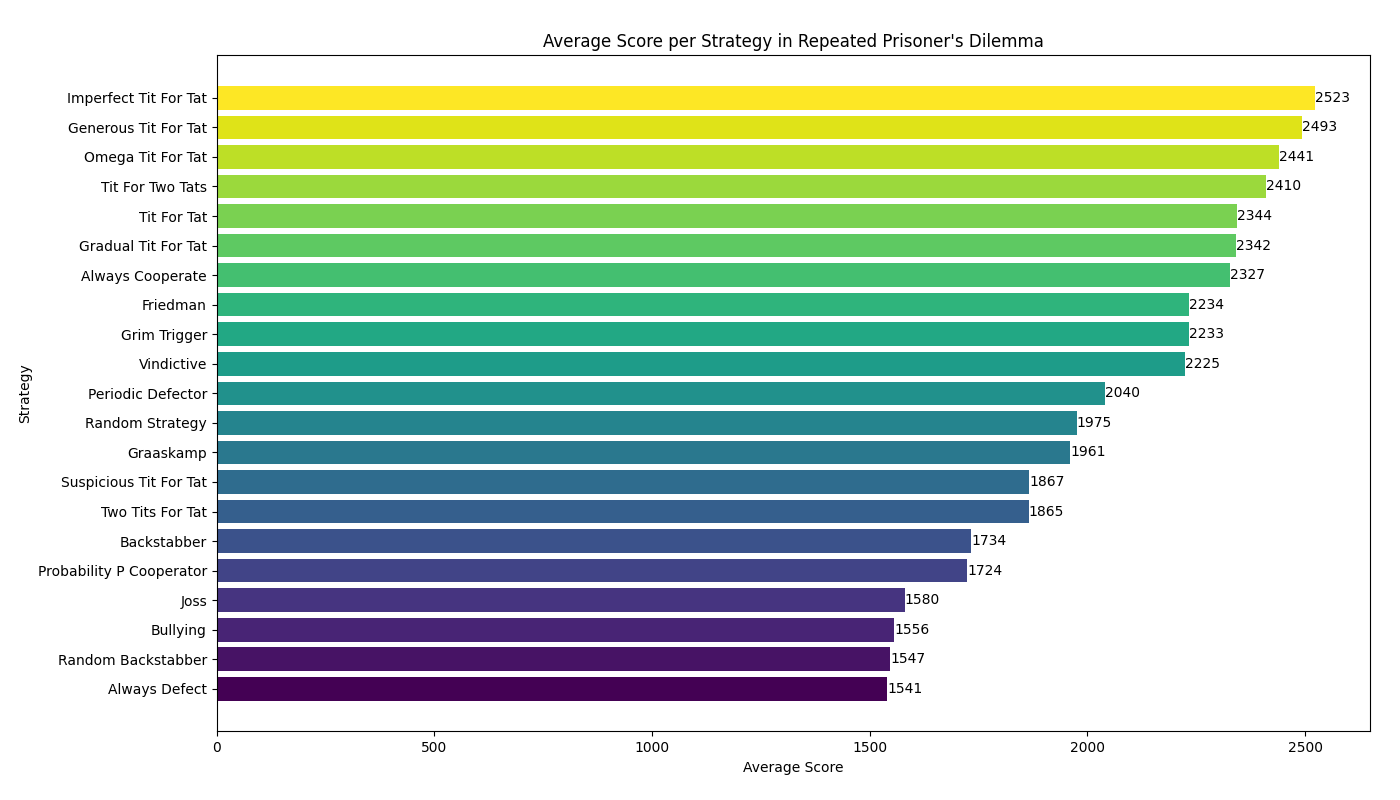 Average Score per Strategy in Repeated Prisoner's Dilemma
Strategy
Imperfect Tit For Tat 2523
Generous Tit For Tat 2493
Omega Tit For Tat 2441
Tit For Two Tats 2410
Tit For Tat 2344
Gradual Tit For Tat 2342
Always Cooperate 2327
Friedman 2234
Grim Trigger 2233
Vindictive 2225
Periodic Defector 2040
Random Strategy 1975
Graaskamp 1961
Suspicious Tit For Tat 1867
Two Tits For Tat 1865
Backstabber 1734
Probability P Cooperator 1724
Joss 1580
Bullying 1556
Random Backstabber 1547
Always Defect 1541
0 500 1000 1500 2000 2500
Average Score